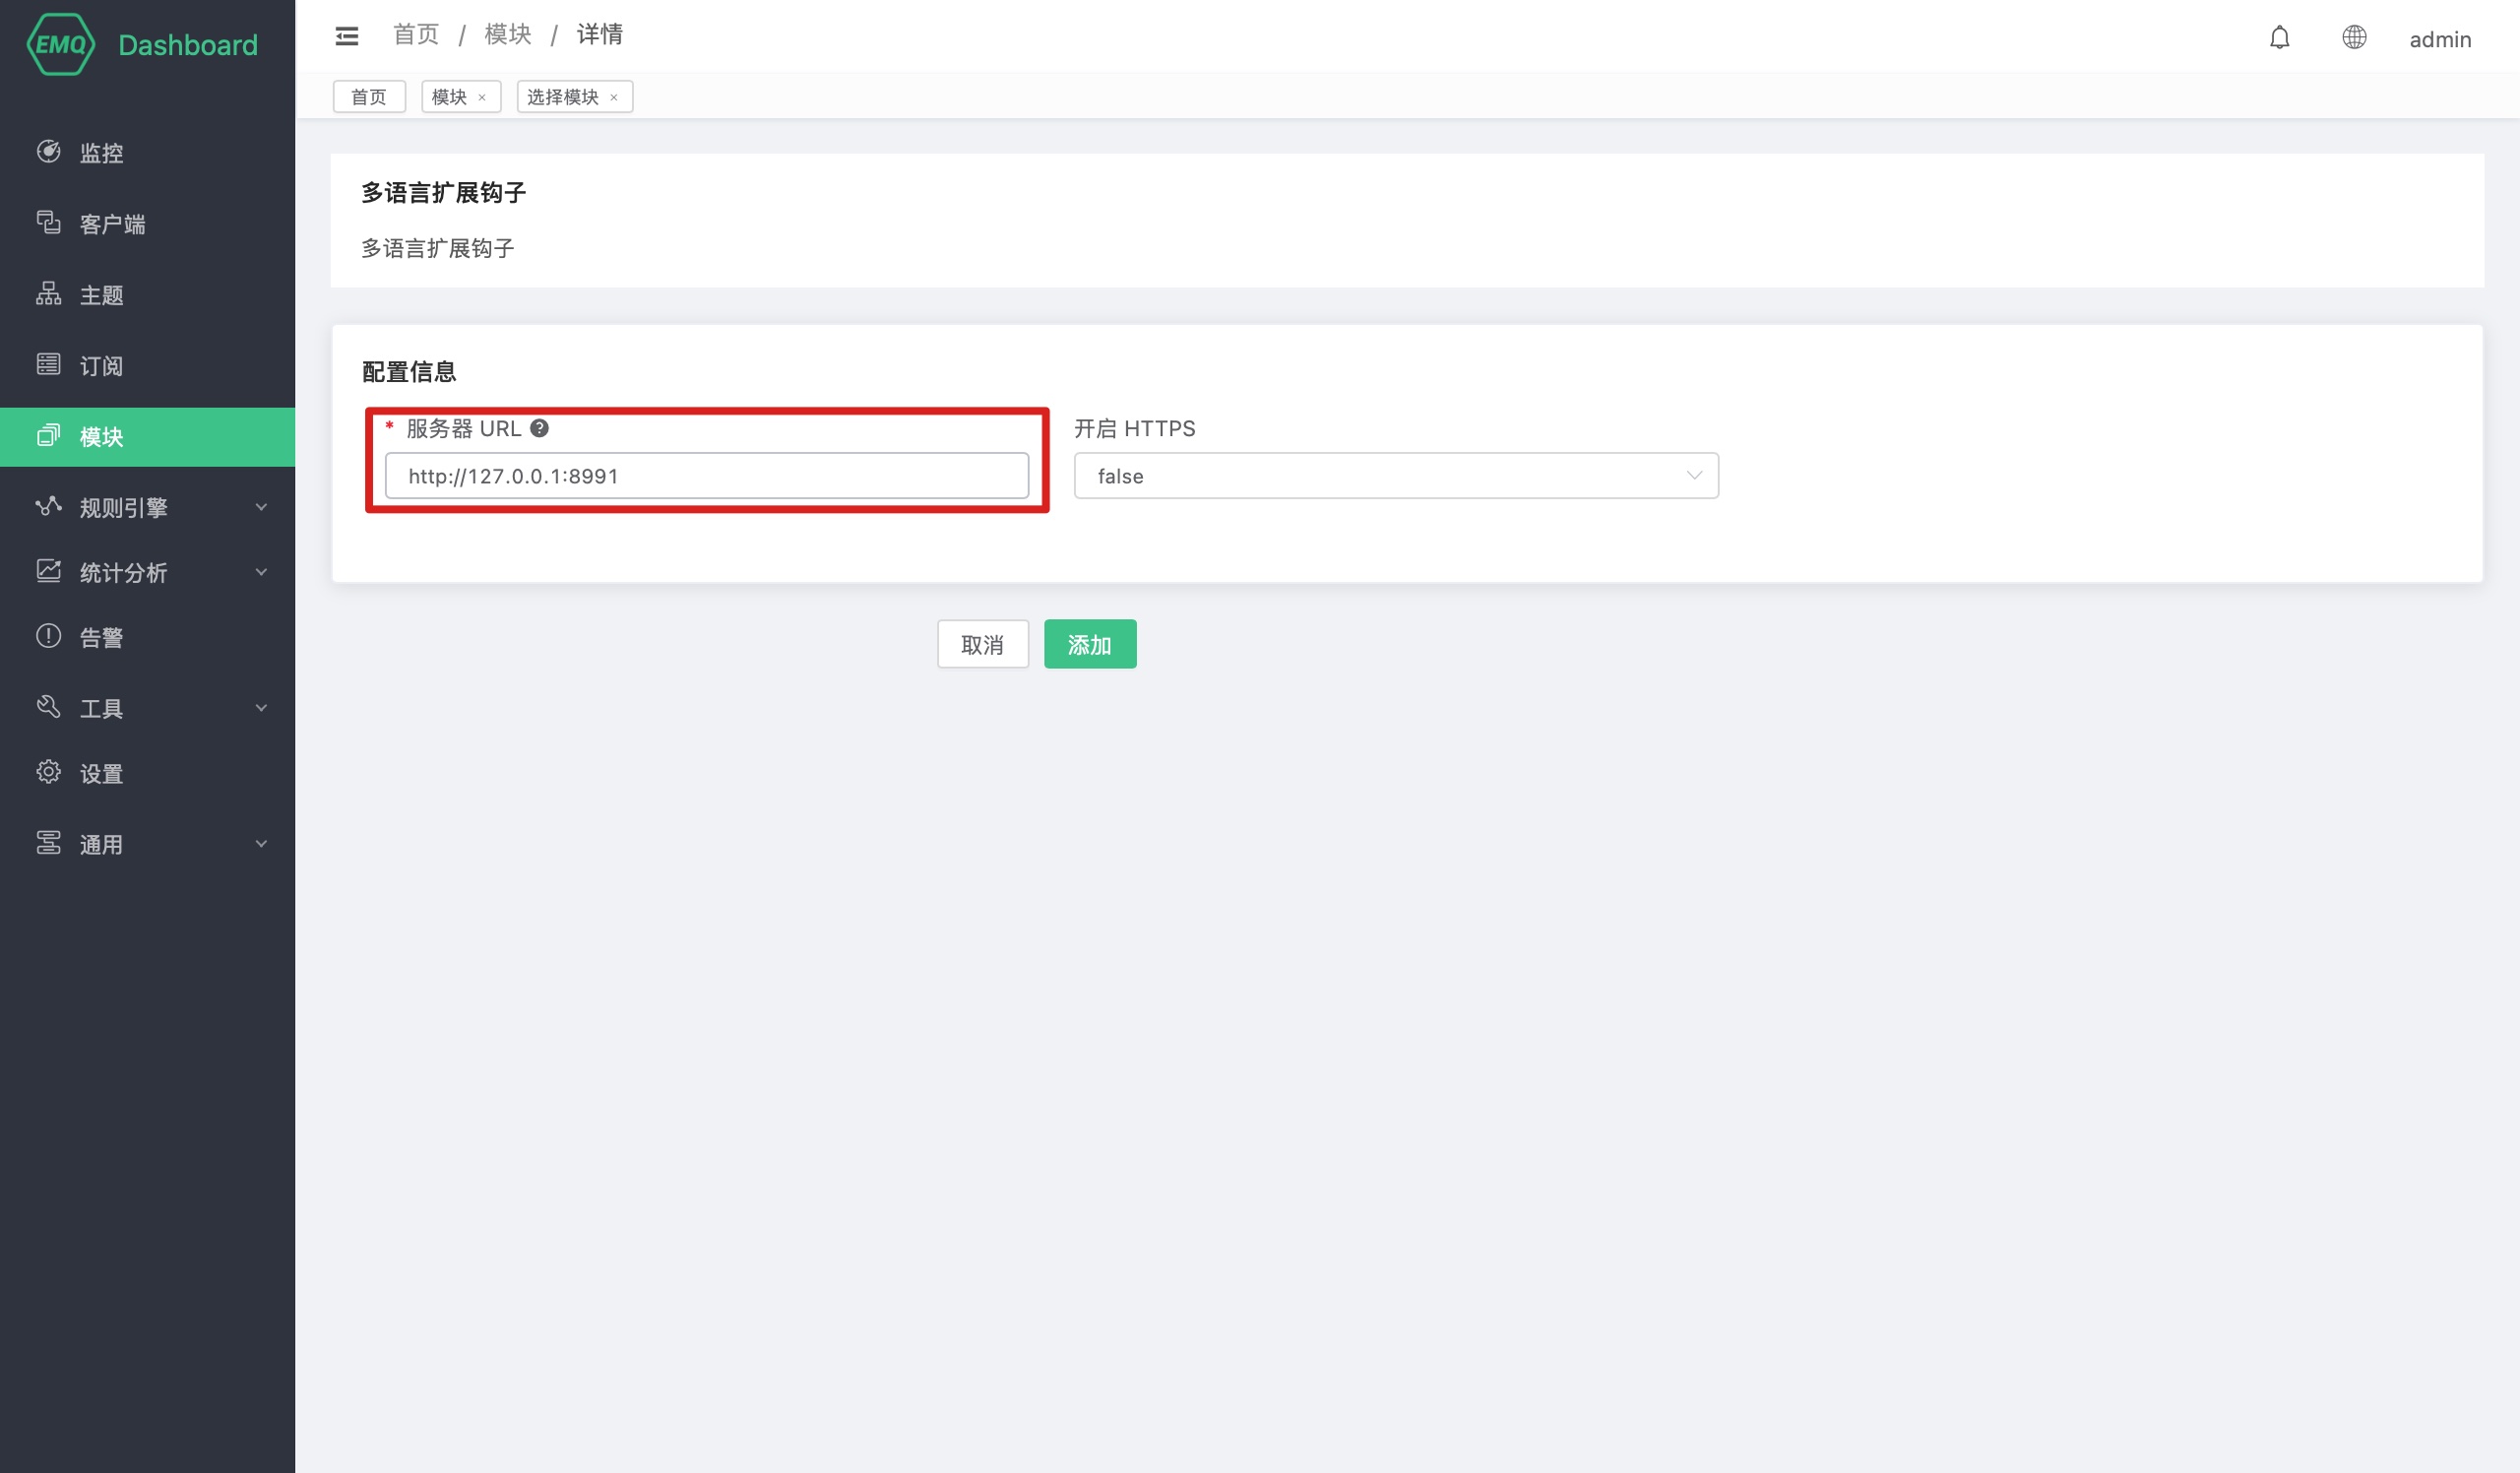 EMQ Dashboard
首页 / 模块 / 详情
admin
首页 模块 × 选择模块 ×
监控
客户端
主题
订阅
模块
规则引擎
统计分析
告警
工具
设置
通用
多语言扩展钩子
多语言扩展钩子
配置信息
* 服务器 URL ?
http://127.0.0.1:8991
开启 HTTPS
false
取消 添加